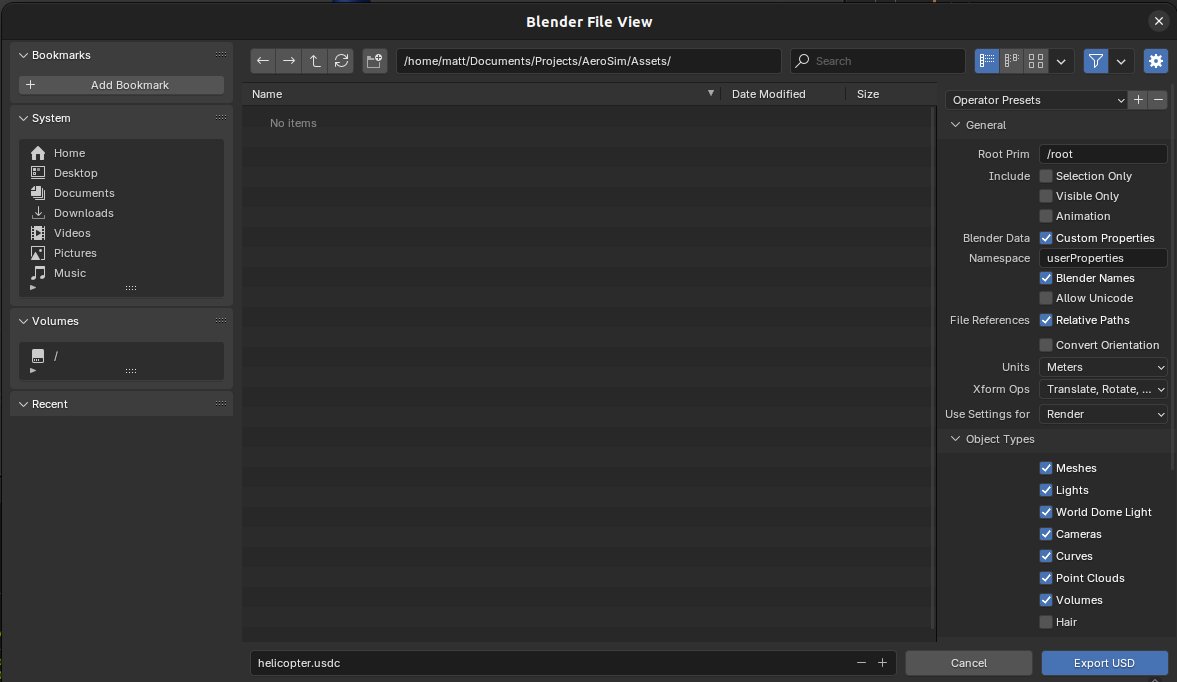 Blender File View
Bookmarks
Add Bookmark
System
Home
Desktop
Documents
Downloads
Videos
Pictures
Music
Volumes
/
Recent
/home/matt/Documents/Projects/AeroSim/Assets/
Search
Name
Date Modified
Size
No items
Operator Presets
General
Root Prim /root
Include Selection Only
Visible Only
Animation
Blender Data Custom Properties
Namespace userProperties
Blender Names
Allow Unicode
File References Relative Paths
Convert Orientation
Units Meters
Xform Ops Translate, Rotate, ...
Use Settings for Render
Object Types
Meshes
Lights
World Dome Light
Cameras
Curves
Point Clouds
Volumes
Hair
helicopter.usdc
Cancel
Export USD